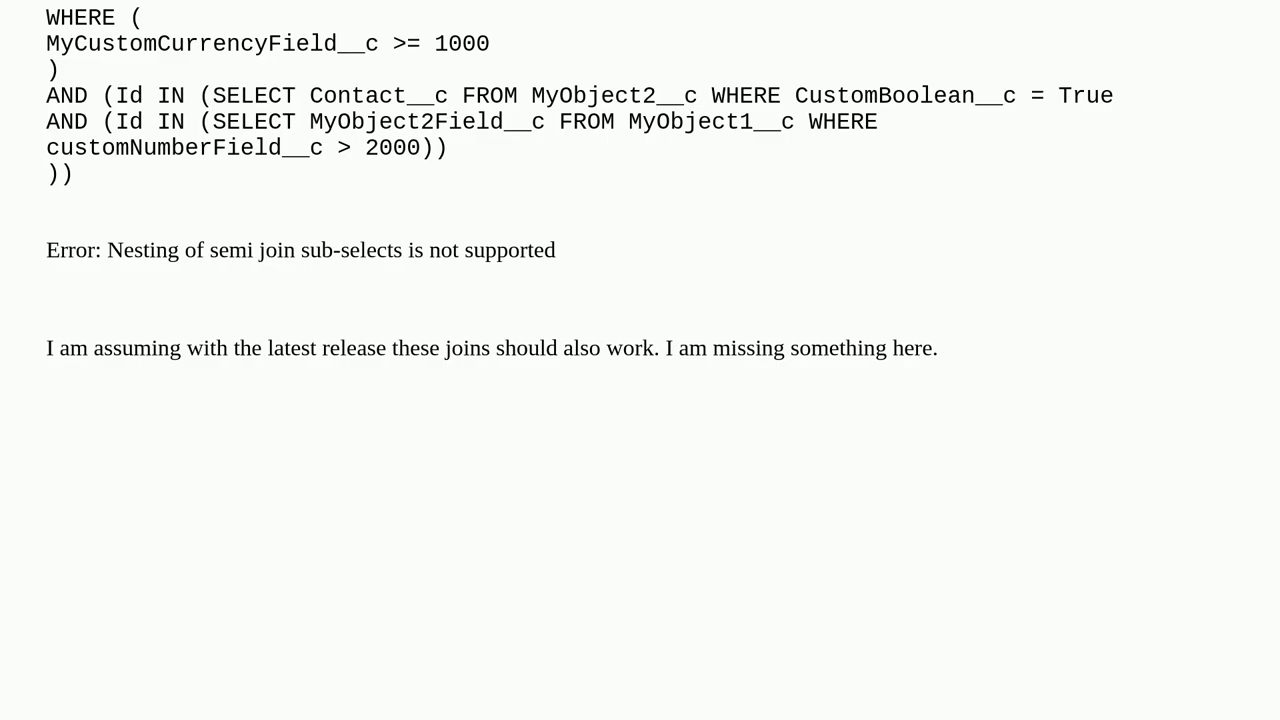 WHERE (
MyCustomCurrencyField__c >= 1000
)
AND (Id IN (SELECT Contact__c FROM MyObject2__c WHERE CustomBoolean__c = True
AND (Id IN (SELECT MyObject2Field__c FROM MyObject1__c WHERE
customNumberField__c > 2000))
))
Error: Nesting of semi join sub-selects is not supported
I am assuming with the latest release these joins should also work. I am missing something here.